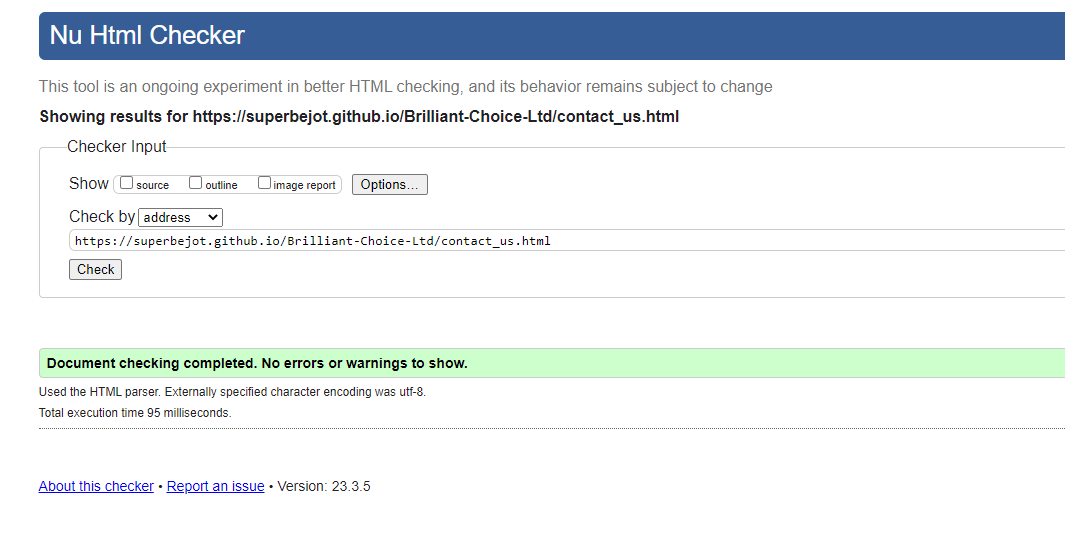 Nu Html Checker
This tool is an ongoing experiment in better HTML checking, and its behavior remains subject to change
Showing results for https://superbejot.github.io/Brilliant-Choice-Ltd/contact_us.html
Checker Input
Show source outline image report Options...
Check by address
https://superbejot.github.io/Brilliant-Choice-Ltd/contact_us.html
Check
Document checking completed. No errors or warnings to show.
Used the HTML parser. Externally specified character encoding was utf-8.
Total execution time 95 milliseconds.
About this checker • Report an issue • Version: 23.3.5